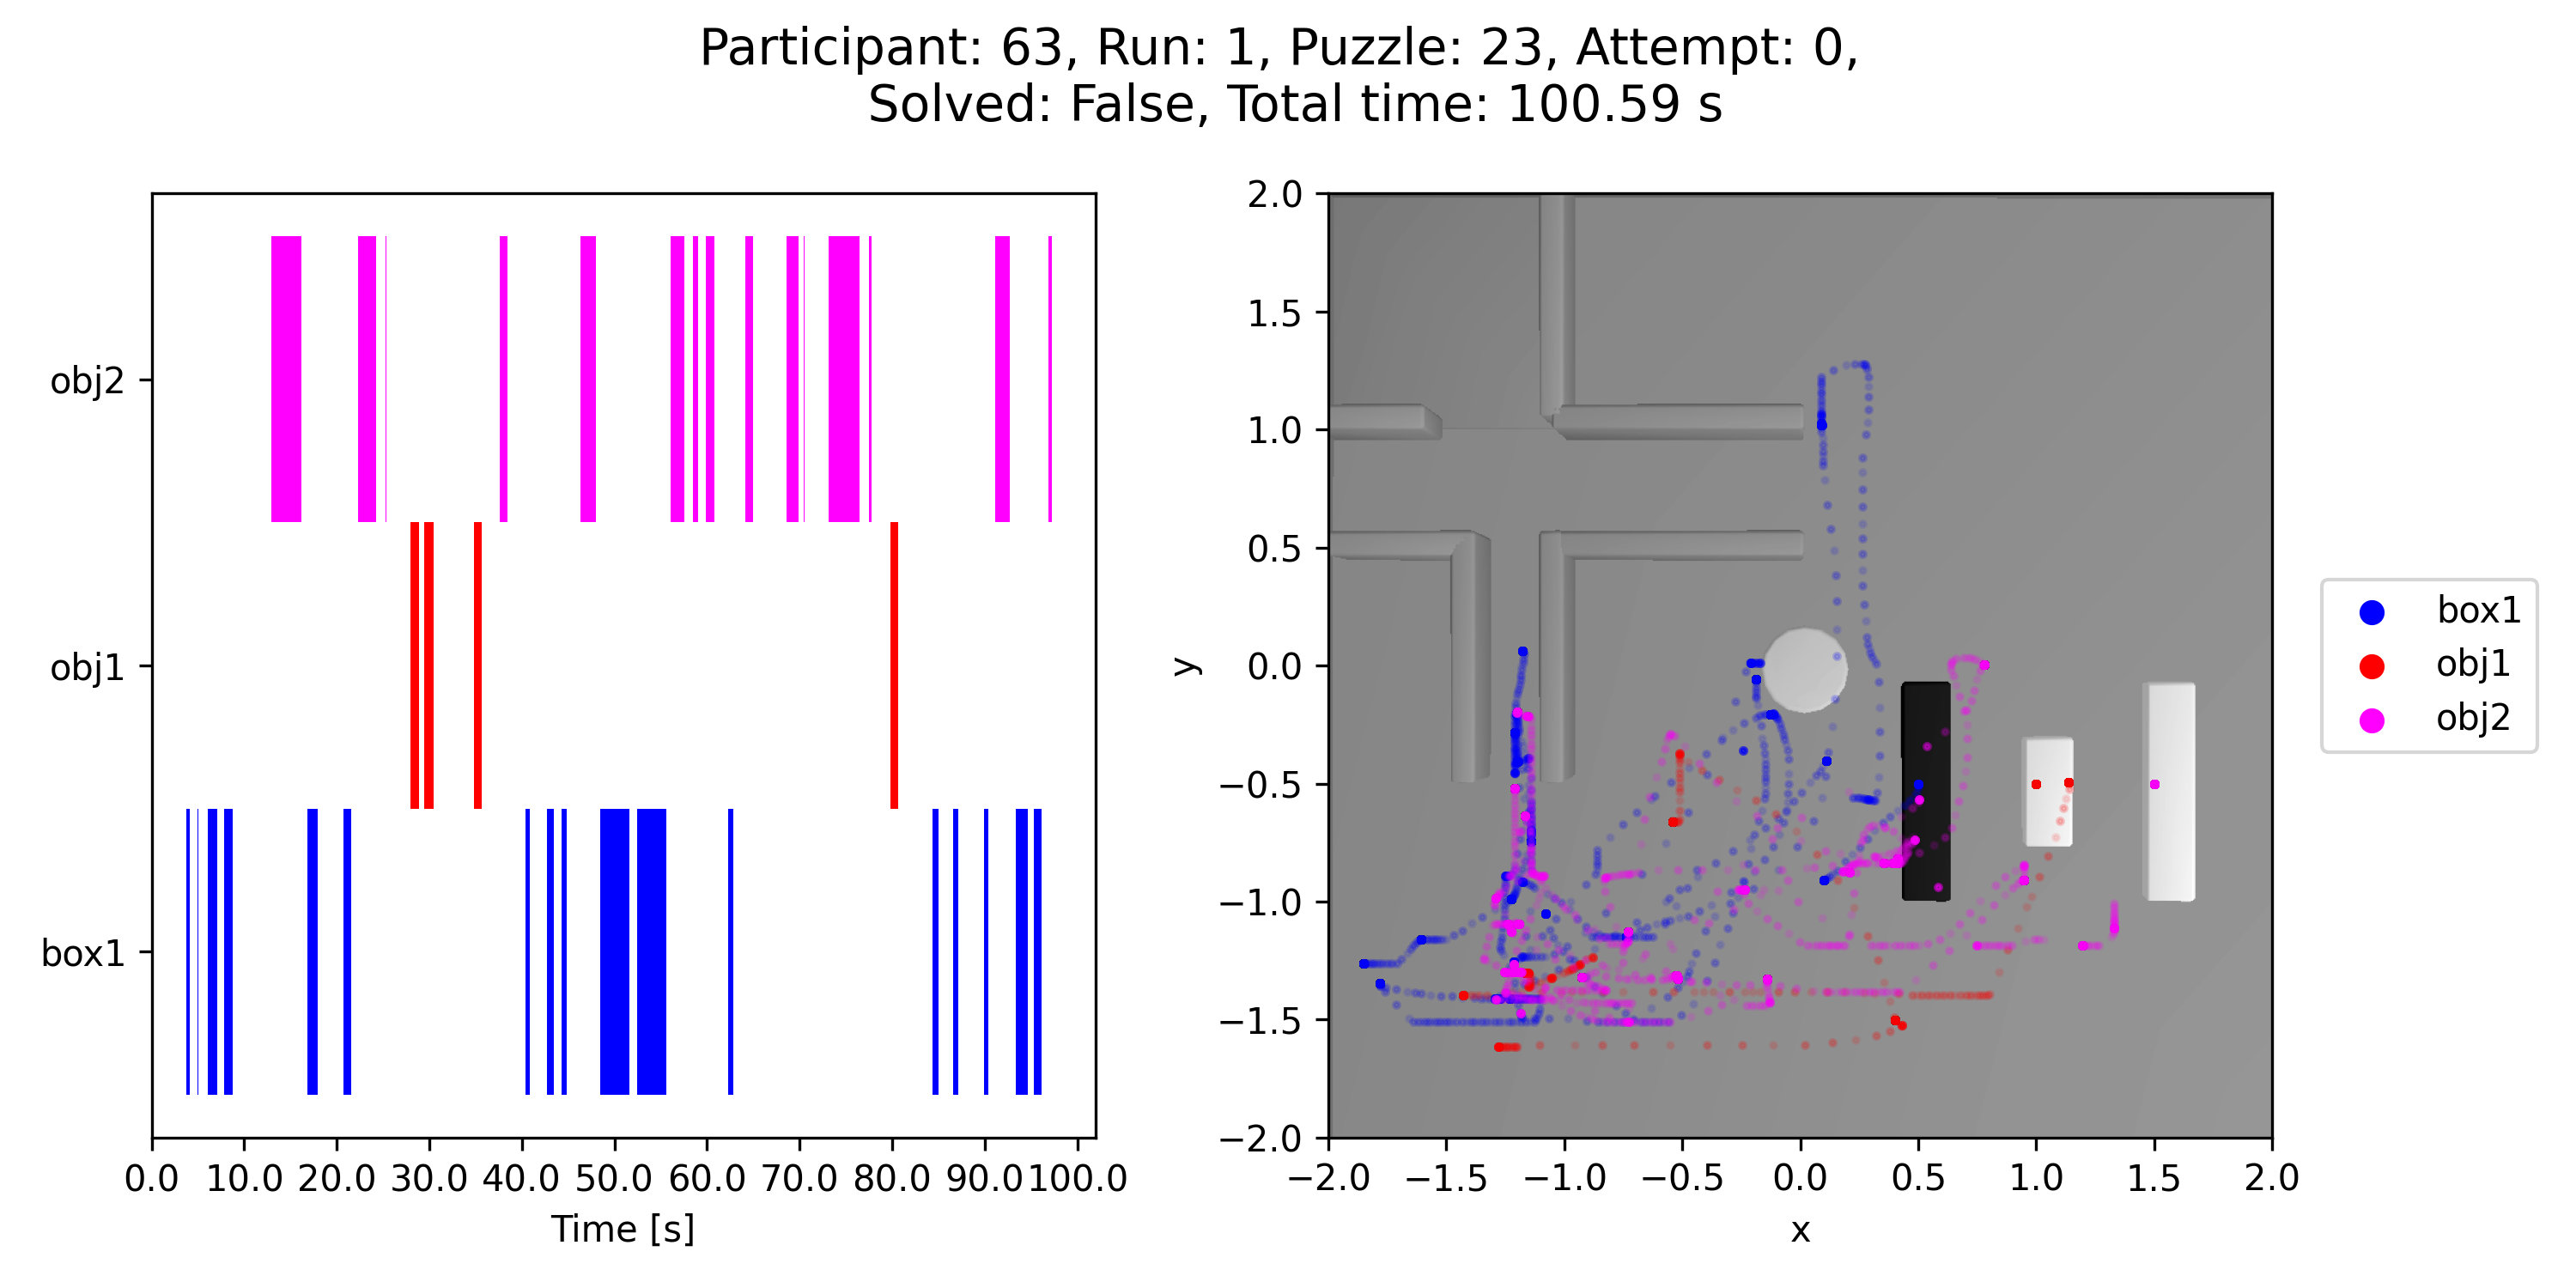 Participant: 63, Run: 1, Puzzle: 23, Attempt: 0,
Solved: False, Total time: 100.59 s
obj2
obj1
box1
0.0 10.0 20.0 30.0 40.0 50.0 60.0 70.0 80.0 90.0 100.0
Time [s]
2.0
1.5
1.0
0.5
0.0
−0.5
−1.0
−1.5
−2.0
y
−2.0 −1.5 −1.0 −0.5 0.0 0.5 1.0 1.5 2.0
x
box1
obj1
obj2